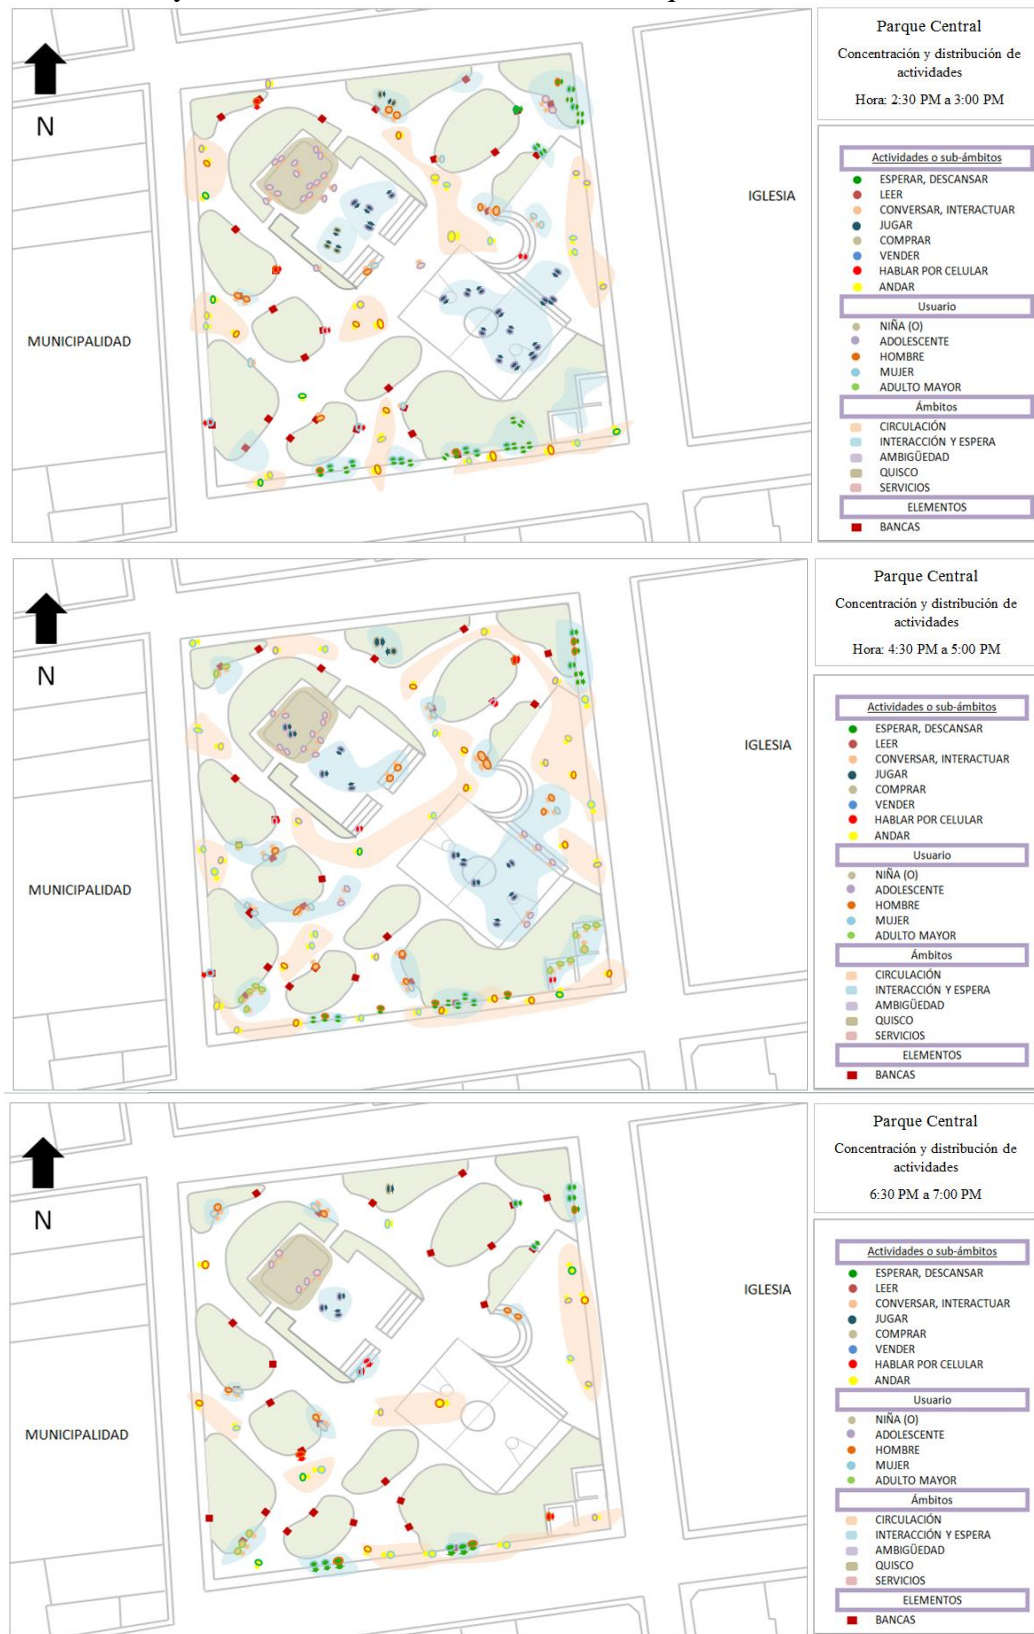 Parque Central
Concentración y distribución de
actividades
Hora: 2:30 PM a 3:00 PM
N
MUNICIPALIDAD
IGLESIA
Actividades o sub-ámbitos
ESPERAR, DESCANSAR
LEER
CONVERSAR, INTERACTUAR
JUGAR
COMPRAR
VENDER
HABLAR POR CELULAR
ANDAR
Usuario
NIÑA (O)
ADOLESCENTE
HOMBRE
MUJER
ADULTO MAYOR
Ámbitos
CIRCULACIÓN
INTERACCIÓN Y ESPERA
AMBIGÜEDAD
QUISCO
SERVICIOS
ELEMENTOS
BANCAS
Parque Central
Concentración y distribución de
actividades
Hora: 4:30 PM a 5:00 PM
N
MUNICIPALIDAD
IGLESIA
Actividades o sub-ámbitos
ESPERAR, DESCANSAR
LEER
CONVERSAR, INTERACTUAR
JUGAR
COMPRAR
VENDER
HABLAR POR CELULAR
ANDAR
Usuario
NIÑA (O)
ADOLESCENTE
HOMBRE
MUJER
ADULTO MAYOR
Ámbitos
CIRCULACIÓN
INTERACCIÓN Y ESPERA
AMBIGÜEDAD
QUISCO
SERVICIOS
ELEMENTOS
BANCAS
Parque Central
Concentración y distribución de
actividades
6:30 PM a 7:00 PM
N
MUNICIPALIDAD
IGLESIA
Actividades o sub-ámbitos
ESPERAR, DESCANSAR
LEER
CONVERSAR, INTERACTUAR
JUGAR
COMPRAR
VENDER
HABLAR POR CELULAR
ANDAR
Usuario
NIÑA (O)
ADOLESCENTE
HOMBRE
MUJER
ADULTO MAYOR
Ámbitos
CIRCULACIÓN
INTERACCIÓN Y ESPERA
AMBIGÜEDAD
QUISCO
SERVICIOS
ELEMENTOS
BANCAS